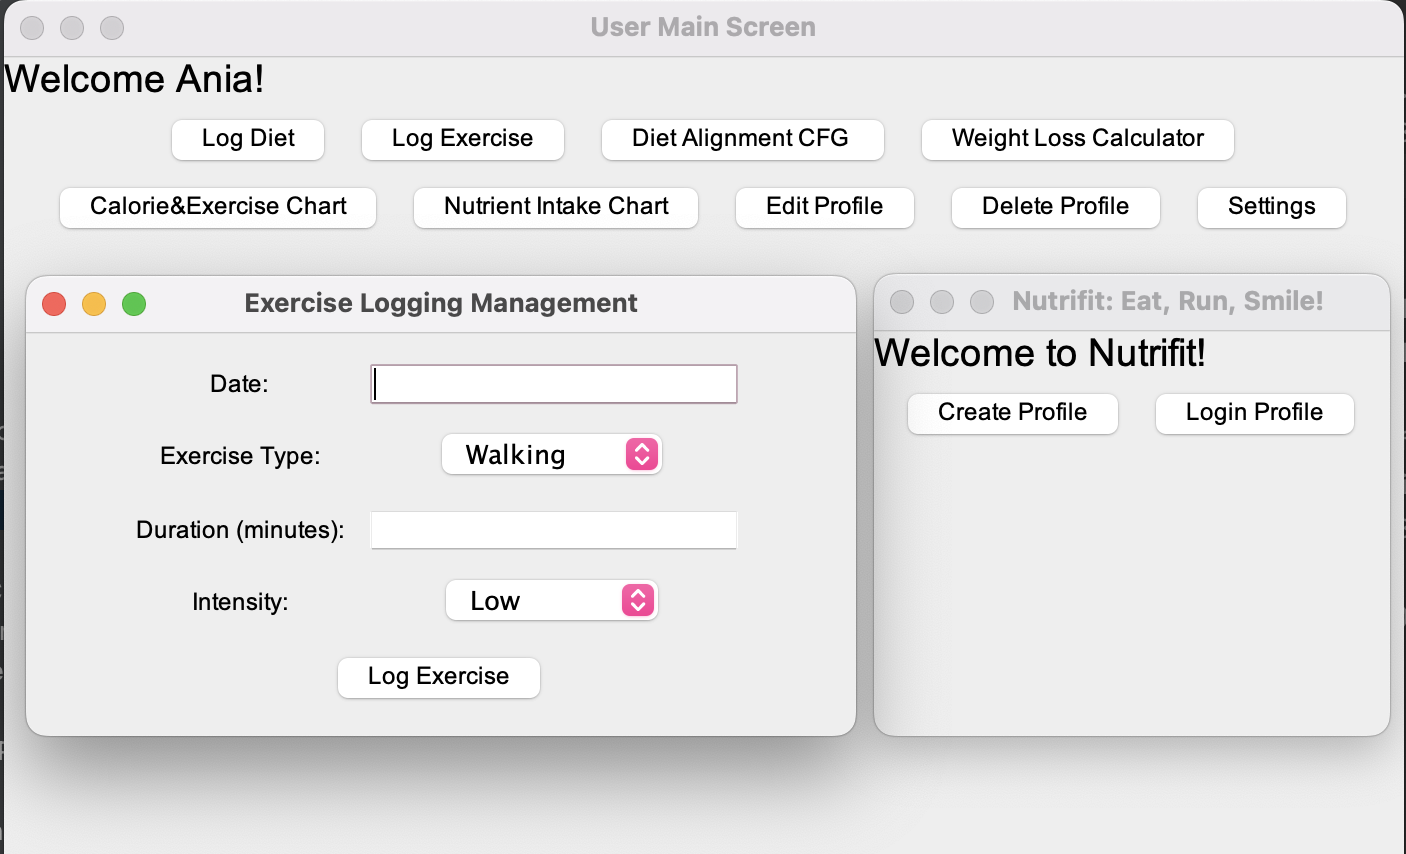 User Main Screen
Welcome Ania!
Log Diet
Log Exercise
Diet Alignment CFG
Weight Loss Calculator
Calorie&Exercise Chart
Nutrient Intake Chart
Edit Profile
Delete Profile
Settings
Exercise Logging Management
Date:
Exercise Type:
Walking
Duration (minutes):
Intensity:
Low
Log Exercise
Nutrifit: Eat, Run, Smile!
Welcome to Nutrifit!
Create Profile
Login Profile